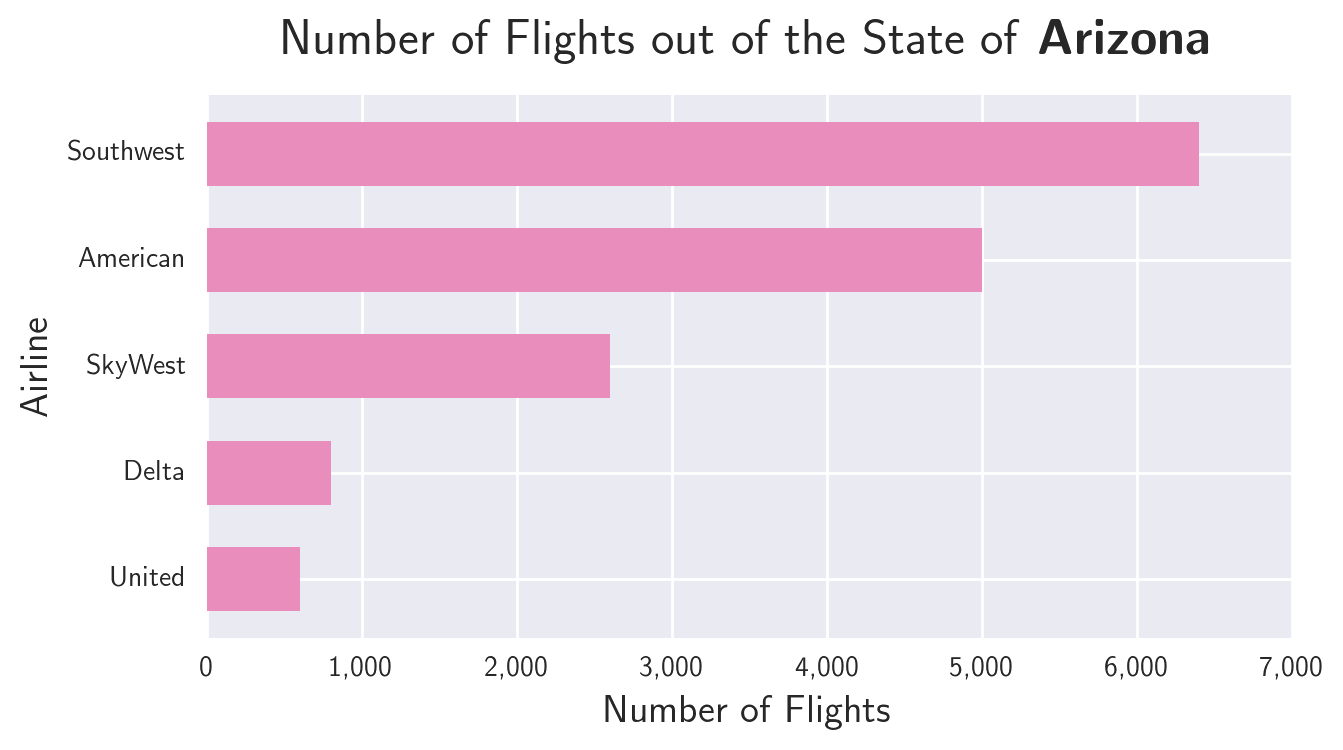 Number of Flights out of the State of Arizona
Southwest
American
SkyWest
Delta
United
Airline
0 1,000 2,000 3,000 4,000 5,000 6,000 7,000
Number of Flights